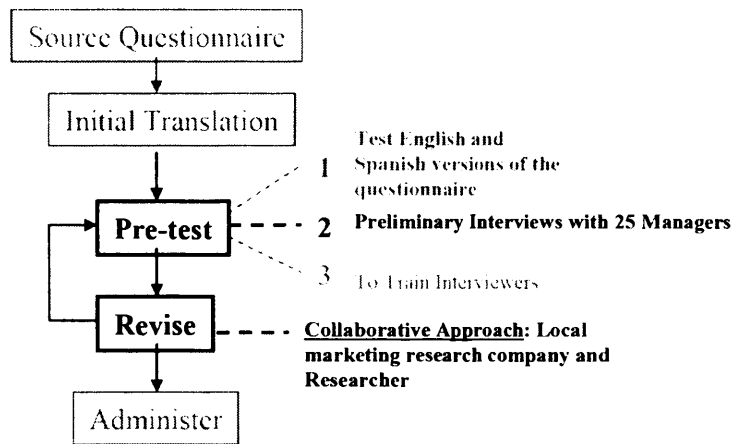 Source Questionnaire
Initial Translation
Test English and
1 Spanish versions of the
questionnaire
Pre-test
2 Preliminary Interviews with 25 Managers
3 To Train Interviewers
Revise
Collaborative Approach: Local
marketing research company and
Researcher
Administer